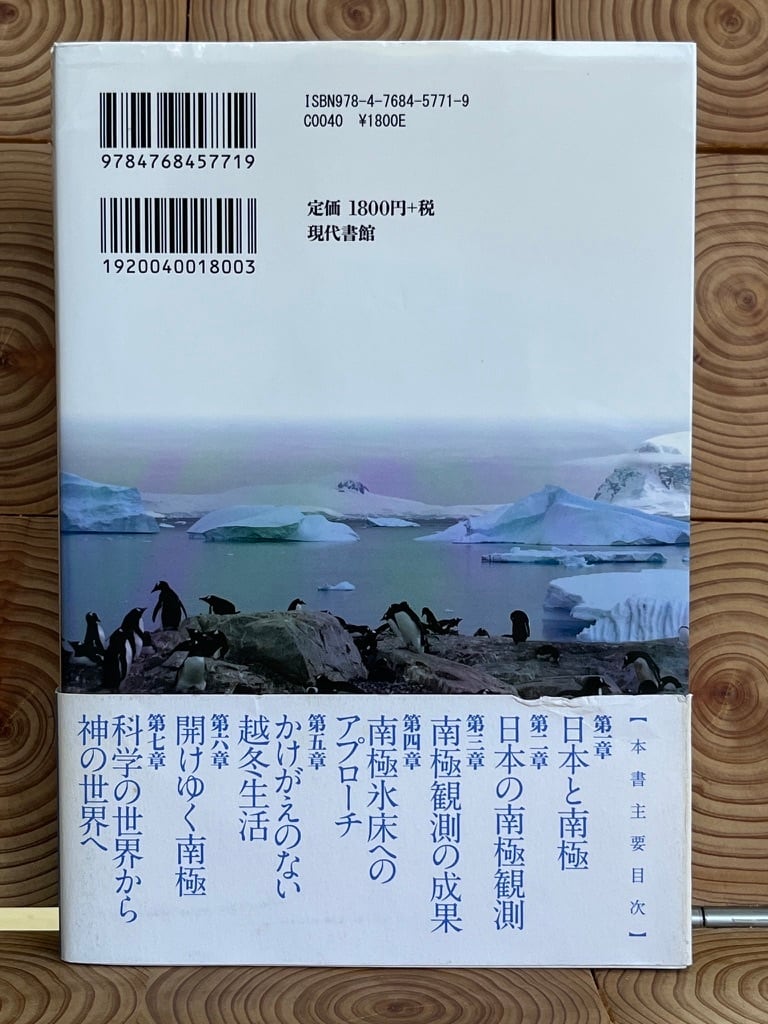 ISBN978-4-7684-5771-9
C0040 ¥1800E
9784768457719
定価 1800円+税
現代書館
1920040018003
【本書主要目次】
第一章
日本と南極
第二章
日本の南極観測
第三章
南極観測の成果
第四章
南極氷床への
アプローチ
第五章
かけがえのない
越冬生活
第六章
開けゆく南極
第七章
科学の世界から
神の世界へ